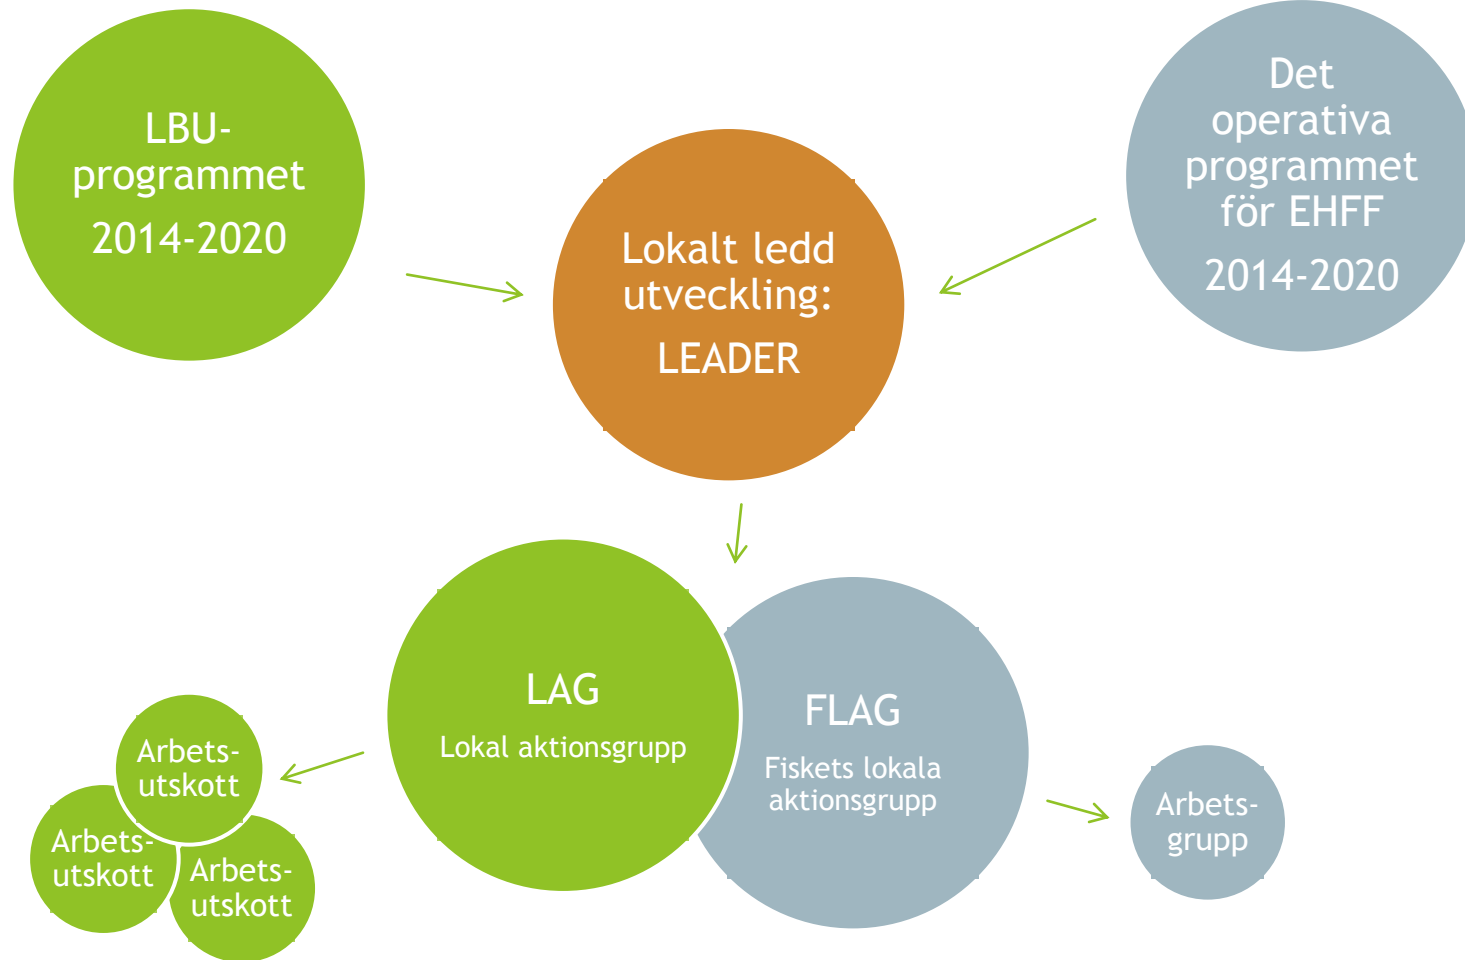 LBU-
programmet
2014-2020
Det
operativa
programmet
för EHFF
2014-2020
Lokalt ledd
utveckling:
LEADER
LAG
Lokal aktionsgrupp
FLAG
Fiskets lokala
aktionsgrupp
Arbets-
utskott
Arbets-
utskott
Arbets-
utskott
Arbets-
grupp